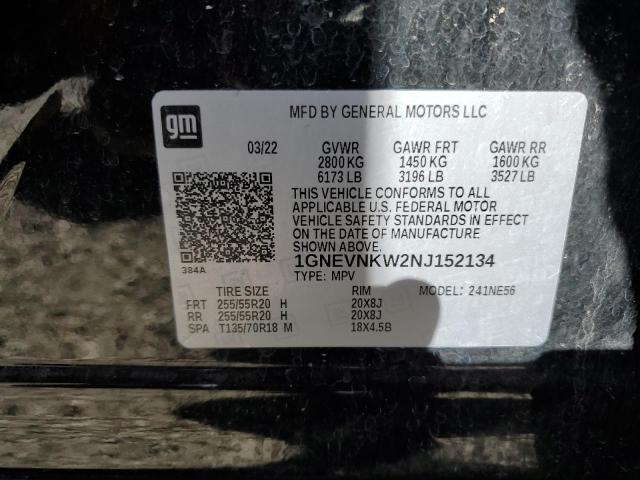 gm
MFD BY GENERAL MOTORS LLC
03/22 GVWR GAWR FRT GAWR RR
2800 KG 1450 KG 1600 KG
6173 LB 3196 LB 3527 LB
THIS VEHICLE CONFORMS TO ALL
APPLICABLE U.S. FEDERAL MOTOR
VEHICLE SAFETY STANDARDS IN EFFECT
ON THE DATE OF MANUFACTURE
SHOWN ABOVE.
384A
1GNEVNKW2NJ152134
TYPE: MPV
TIRE SIZE RIM MODEL: 241NE56
FRT 255/55R20 H 20X8J
RR 255/55R20 H 20X8J
SPA T135/70R18 M 18X4.5B